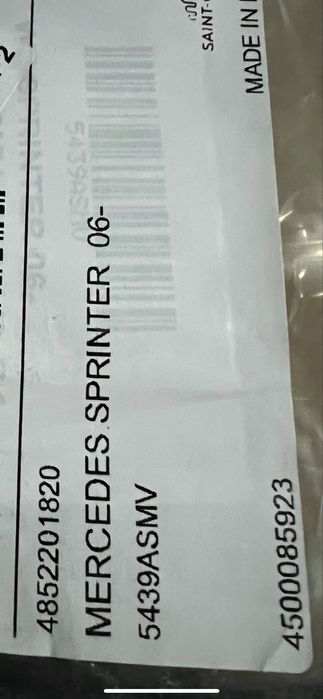 4852201820
MERCEDES SPRINTER 06-
5439ASMV
4500085923
SAINT-
MADE IN